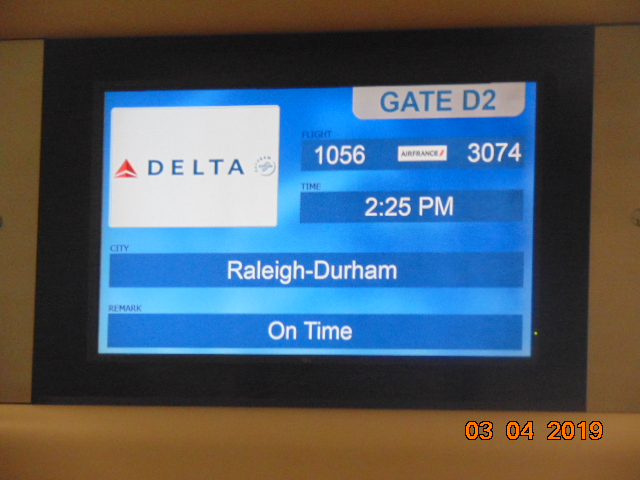 GATE D2
DELTA
FLIGHT
1056 AIRFRANCE 3074
TIME
2:25 PM
CITY
Raleigh-Durham
REMARK
On Time
03 04 2019